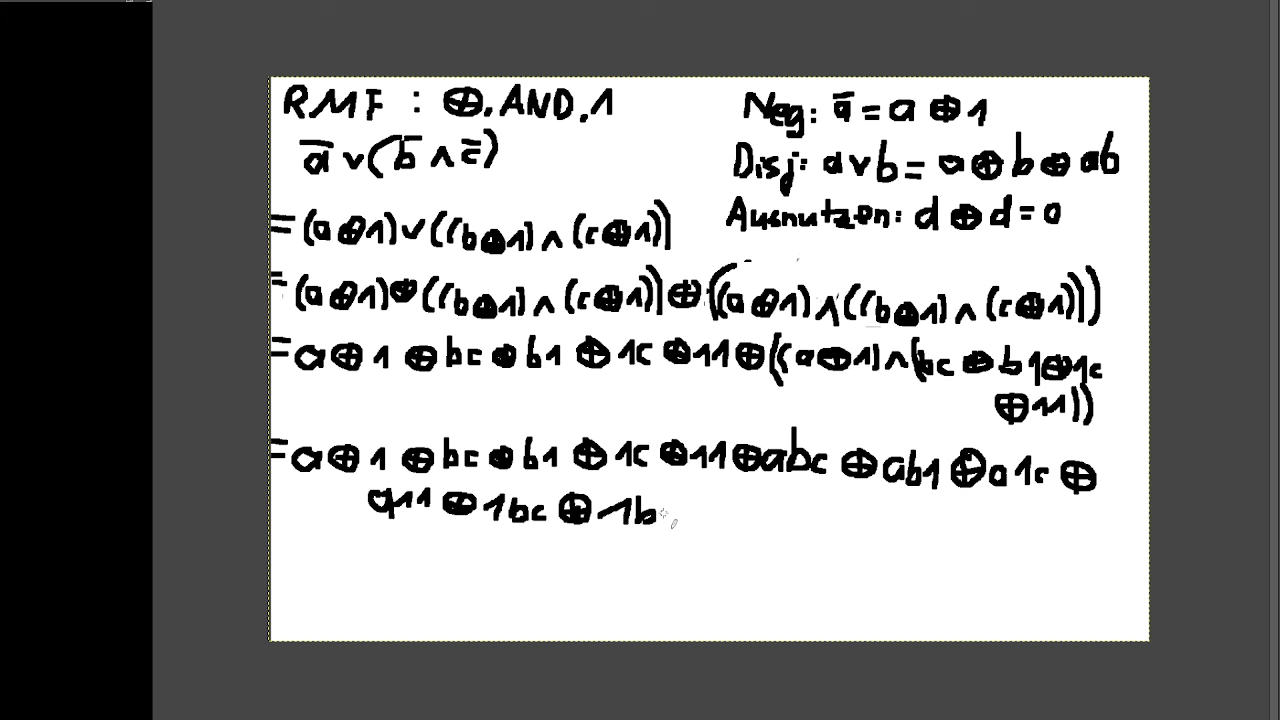 RMF : ⊕, AND, 1
a̅ ∨ (b̅ ∧ c̅)
Neg: a̅ = a ⊕ 1
Disj: a ∨ b = a ⊕ b ⊕ ab
Ausnutzen: d ⊕ d = 0
= (a⊕1) ∨ ((b⊕1) ∧ (c⊕1))
= (a⊕1) ⊕ ((b⊕1) ∧ (c⊕1)) ⊕ ((a⊕1) ∧ ((b⊕1) ∧ (c⊕1)))
= a ⊕ 1 ⊕ bc ⊕ b1 ⊕ 1c ⊕ 11 ⊕ ((a⊕1) ∧ (bc ⊕ b1 ⊕ 1c
⊕ 11))
= a ⊕ 1 ⊕ bc ⊕ b1 ⊕ 1c ⊕ 11 ⊕ abc ⊕ ab1 ⊕ a1c ⊕
a11 ⊕ 1bc ⊕ 1b